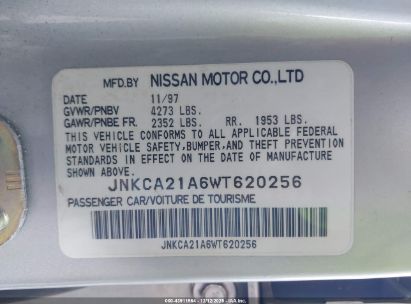 MFD.BY NISSAN MOTOR CO.,LTD
DATE 11/97
GVWR/PNBV 4273 LBS.
GAWR/PNBE FR. 2352 LBS. RR. 1953 LBS.
THIS VEHICLE CONFORMS TO ALL APPLICABLE FEDERAL
MOTOR VEHICLE SAFETY,BUMPER,AND THEFT PREVENTION
STANDARDS IN EFFECT ON THE DATE OF MANUFACTURE
SHOWN ABOVE.
JNKCA21A6WT620256
PASSENGER CAR/VOITURE DE TOURISME
JNKCA21A6WT620256